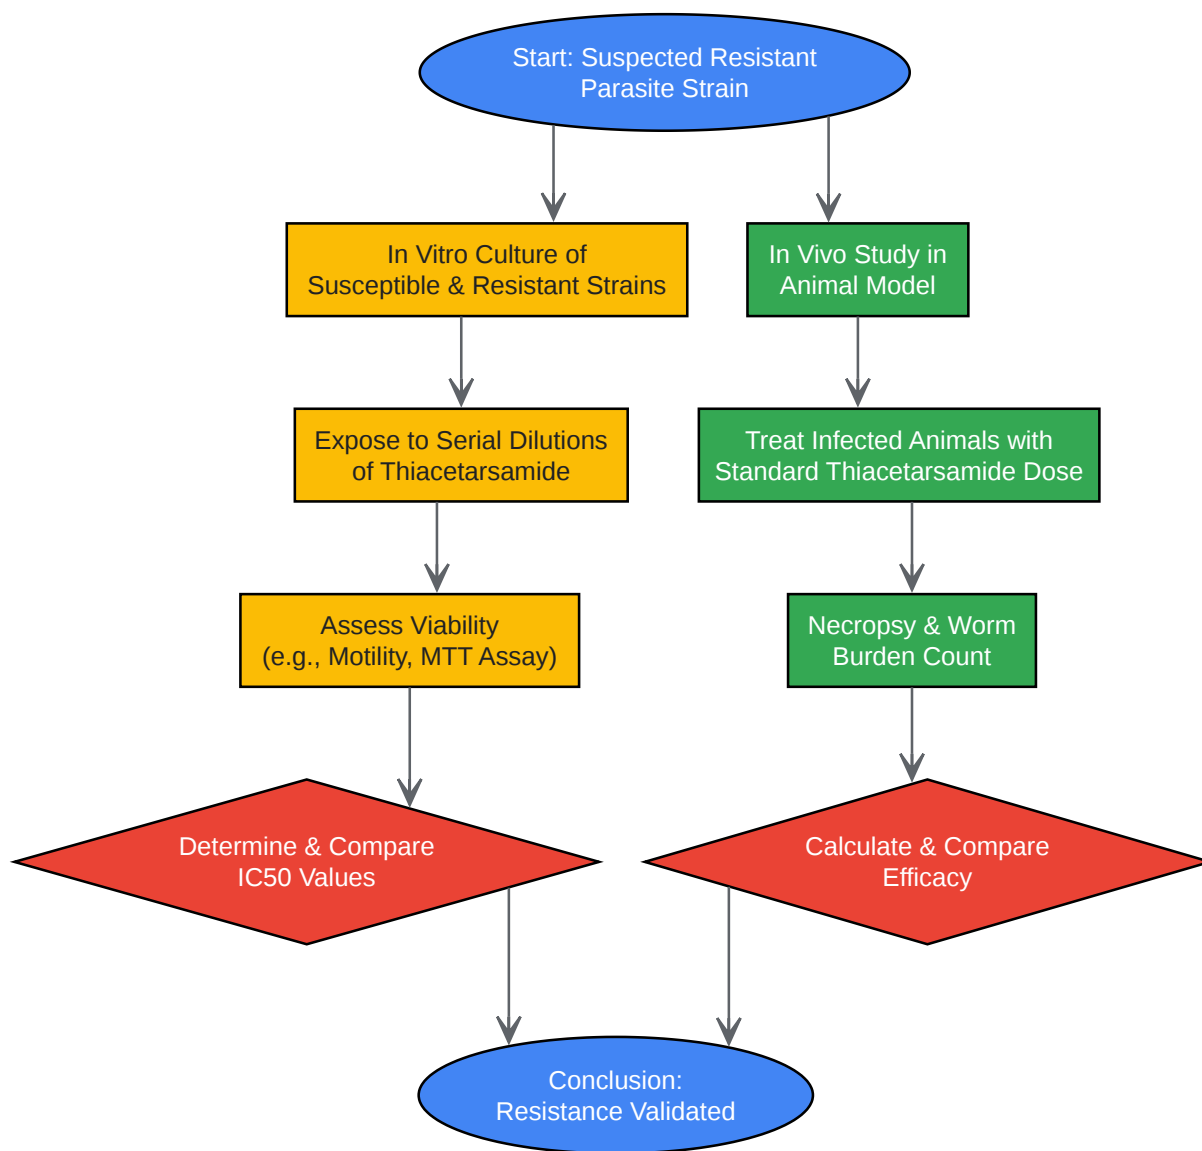 Start: Suspected Resistant
Parasite Strain
In Vitro Culture of
Susceptible & Resistant Strains
In Vivo Study in
Animal Model
Expose to Serial Dilutions
of Thiacetarsamide
Treat Infected Animals with
Standard Thiacetarsamide Dose
Assess Viability
(e.g., Motility, MTT Assay)
Necropsy & Worm
Burden Count
Determine & Compare
IC50 Values
Calculate & Compare
Efficacy
Conclusion:
Resistance Validated